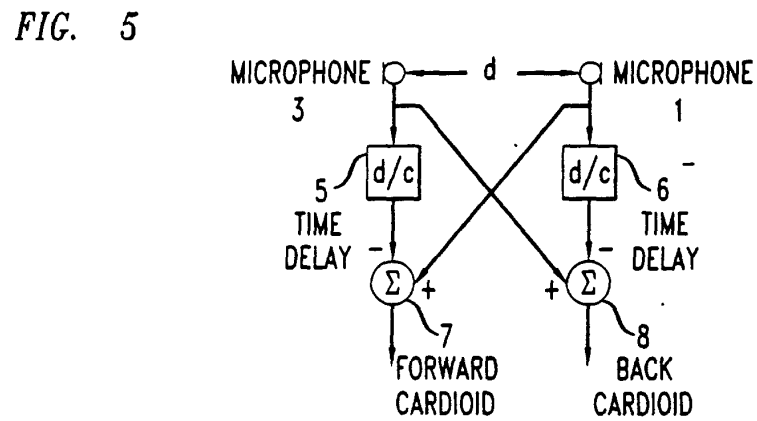 FIG. 5
MICROPHONE d MICROPHONE
3 1
d/c d/c
5 6
TIME TIME
DELAY DELAY
- -
Σ + + Σ
7 8
FORWARD BACK
CARDIOID CARDIOID